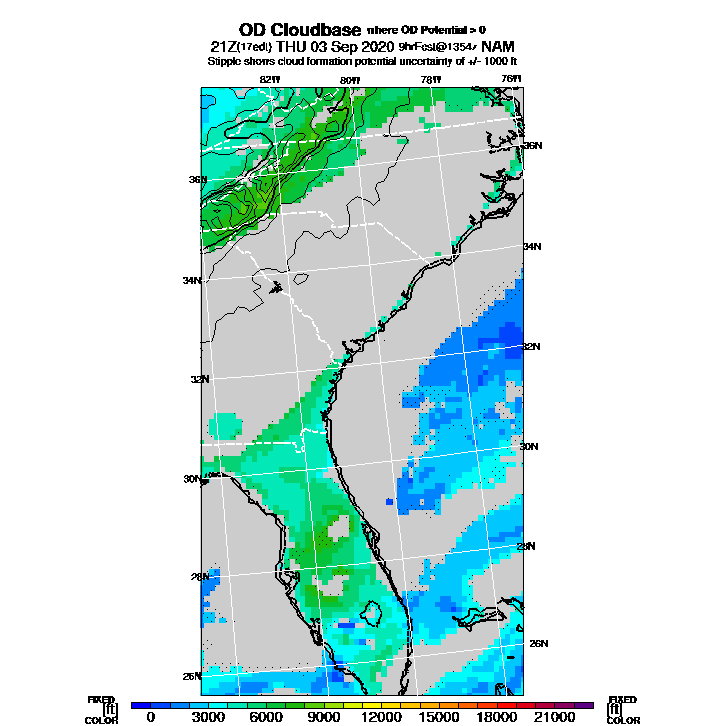 OD Cloudbase where OD Potential > 0
21Z (17edt) THU 03 Sep 2020 9hrFcst@1354z NAM
Stipple shows cloud formation potential uncertainty of +/- 1000 ft
82W 80W 78W 76W
36N
36N
34N
34N
32N
32N
30N
30N
28N
28N
26N
26N
FIXED FIXED
[ft] [ft]
COLOR COLOR
0 3000 6000 9000 12000 15000 18000 21000